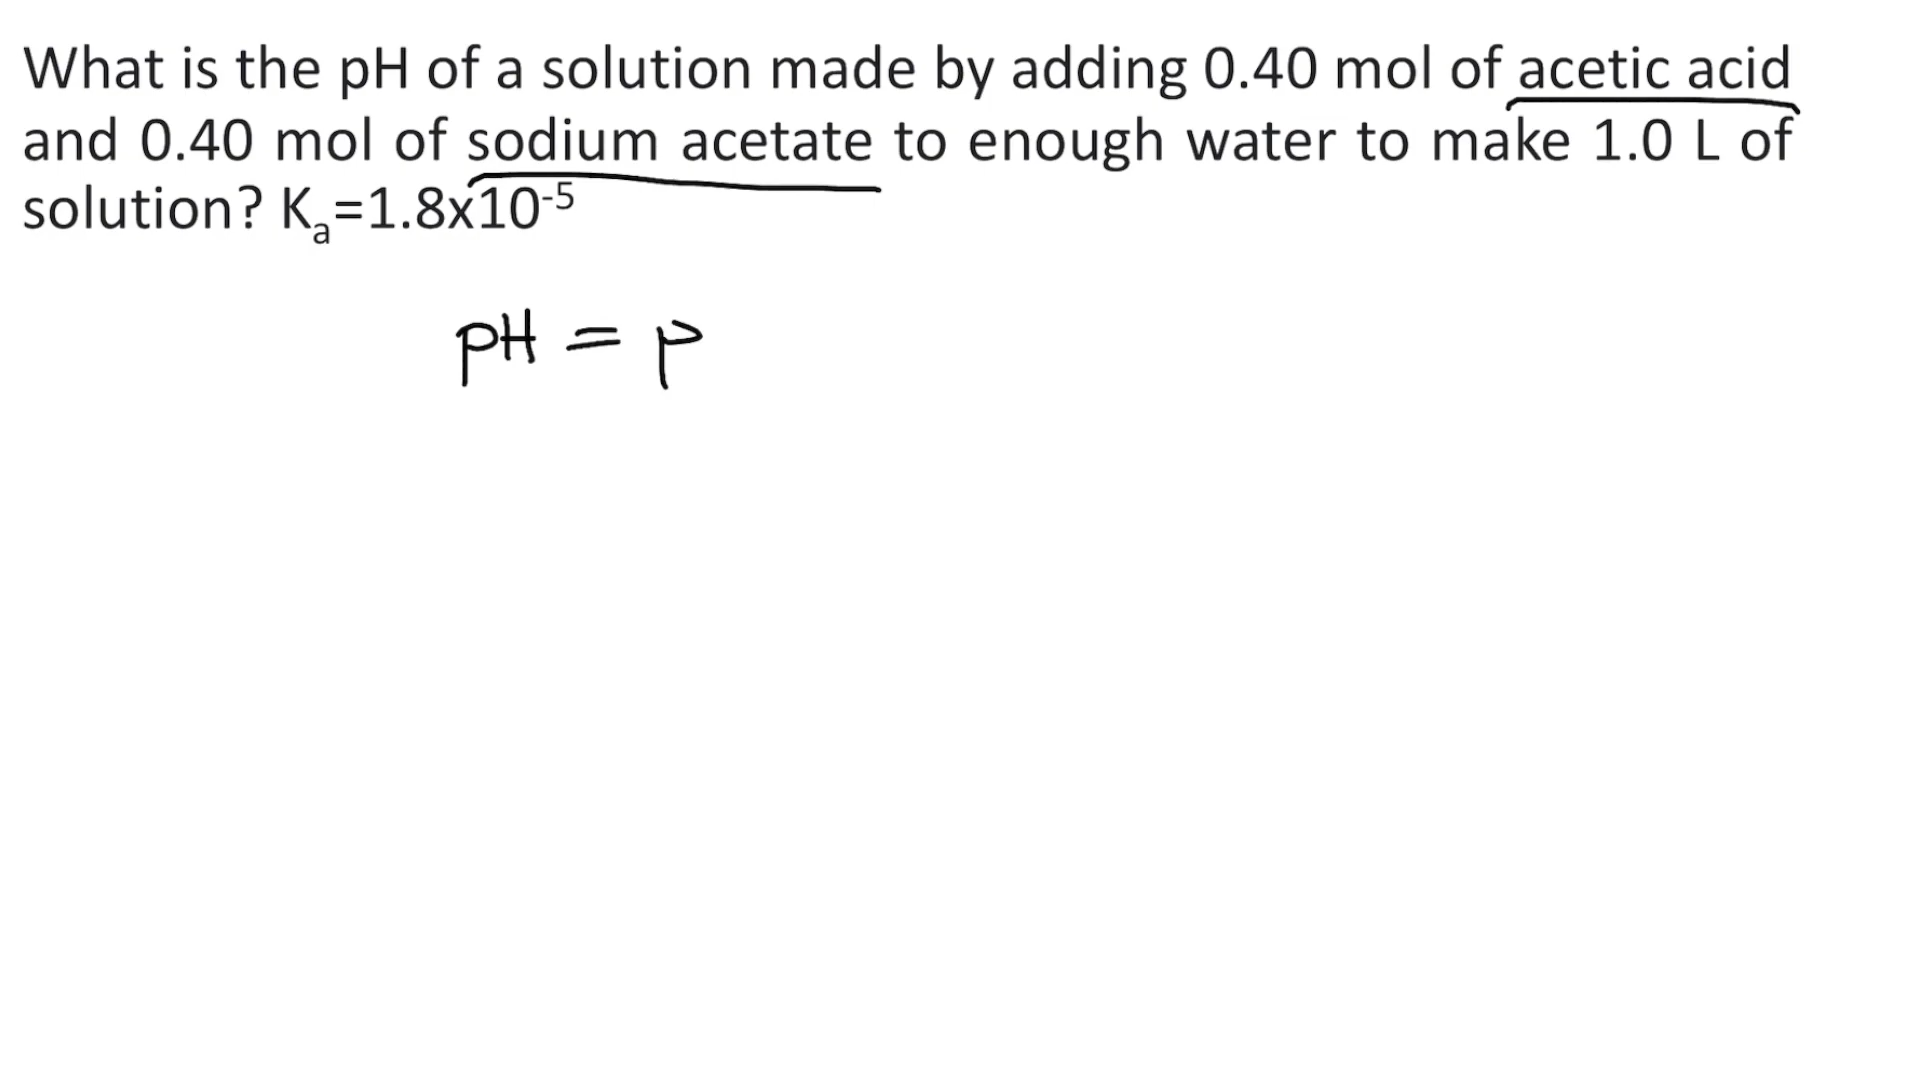 What is the pH of a solution made by adding 0.40 mol of acetic acid
and 0.40 mol of sodium acetate to enough water to make 1.0 L of
solution? Kₐ=1.8x10⁻⁵
pH = p